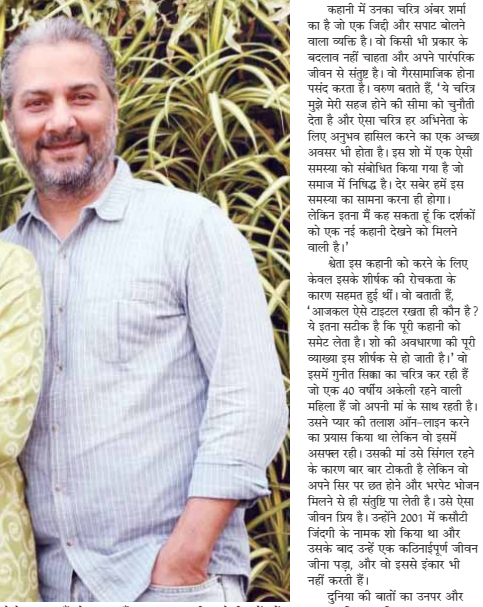 कहानी में उनका चरित्र अंबर शर्मा
का है जो एक जिद्दी और सपाट बोलने
वाला व्यक्ति है। वो किसी भी प्रकार के
बदलाव नहीं चाहता और अपने पारंपरिक
जीवन से संतुष्ट है। वो गैरसामाजिक होना
पसंद करता है। वरुण बताते हैं, 'ये चरित्र
मुझे मेरी सहज होने की सीमा को चुनौती
देता है और ऐसा चरित्र हर अभिनेता के
लिए अनुभव हासिल करने का एक अच्छा
अवसर भी होता है। इस शो में एक ऐसी
समस्या को संबोधित किया गया है जो
समाज में निषिद्ध है। देर सबेर हमें इस
समस्या का सामना करना ही होगा।
लेकिन इतना मैं कह सकता हूं कि दर्शकों
को एक नई कहानी देखने को मिलने
वाली है।'
श्वेता इस कहानी को करने के लिए
केवल इसके शीर्षक की रोचकता के
कारण सहमत हुई थीं। वो बताती हैं,
'आजकल ऐसे टाइटल रखता ही कौन है?
ये इतना सटीक है कि पूरी कहानी को
समेट लेता है। शो की अवधारणा की पूरी
व्याख्या इस शीर्षक से हो जाती है।' वो
इसमें गुनीत सिक्का का चरित्र कर रही हैं
जो एक 40 वर्षीय अकेली रहने वाली
महिला हैं जो अपनी मां के साथ रहती है।
उसने प्यार की तलाश ऑन-लाइन करने
का प्रयास किया था लेकिन वो इसमें
असफ्ल रही। उसकी मां उसे सिंगल रहने
के कारण बार बार टोकती है लेकिन वो
अपने सिर पर छत होने और भरपेट भोजन
मिलने से ही संतुष्टि पा लेती है। उसे ऐसा
जीवन प्रिय है। उन्होंने 2001 में कसौटी
जिंदगी के नामक शो किया था और
उसके बाद उन्हें एक कठिनाईपूर्ण जीवन
जीना पड़ा, और वो इससे इंकार भी
नहीं करती हैं।
दुनिया की बातों का उनपर और